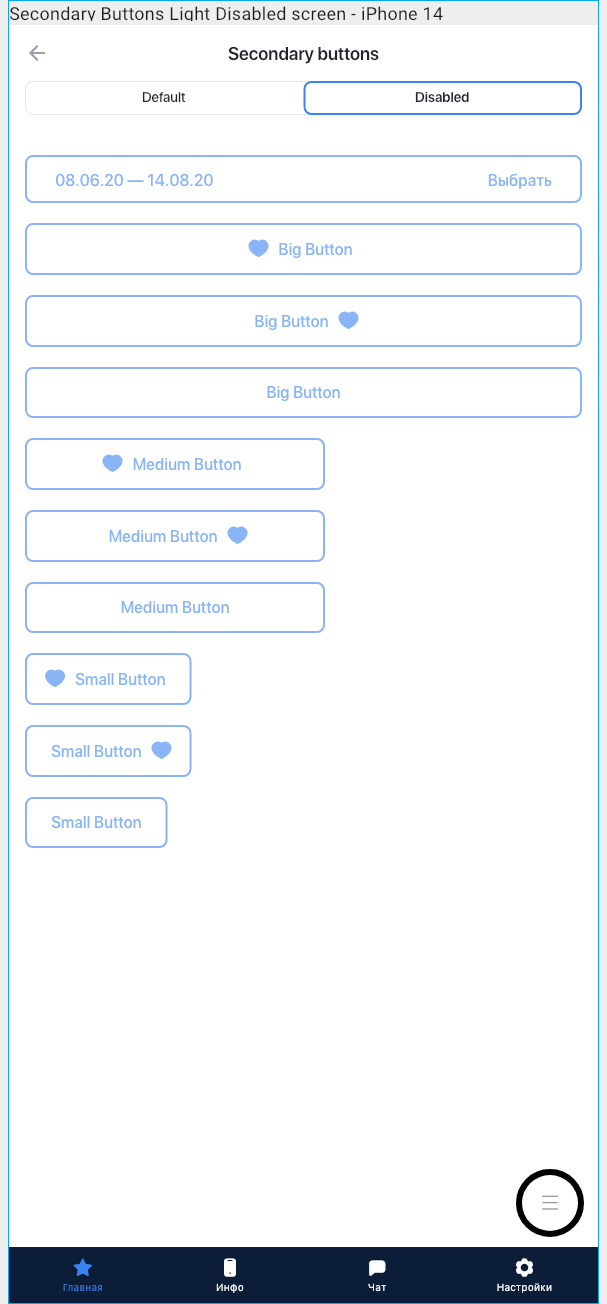 Secondary Buttons Light Disabled screen - iPhone 14
Secondary buttons
Default Disabled
08.06.20 — 14.08.20 Выбрать
Big Button
Big Button
Big Button
Medium Button
Medium Button
Medium Button
Small Button
Small Button
Small Button
Главная Инфо Чат Настройки